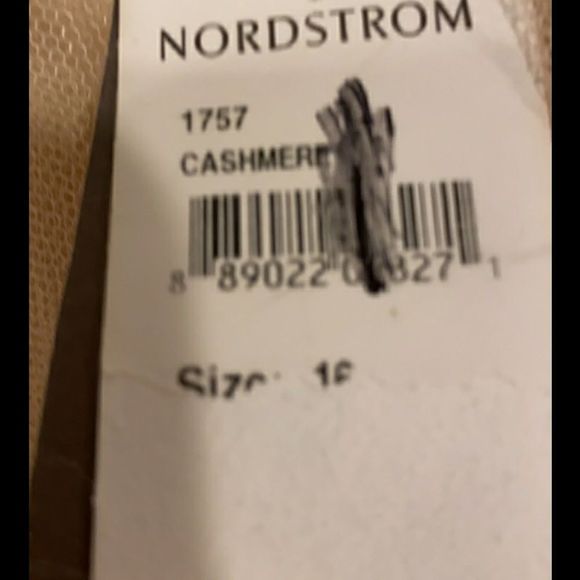 NORDSTROM
1757
CASHMERE
8 89022 827 1
Size: